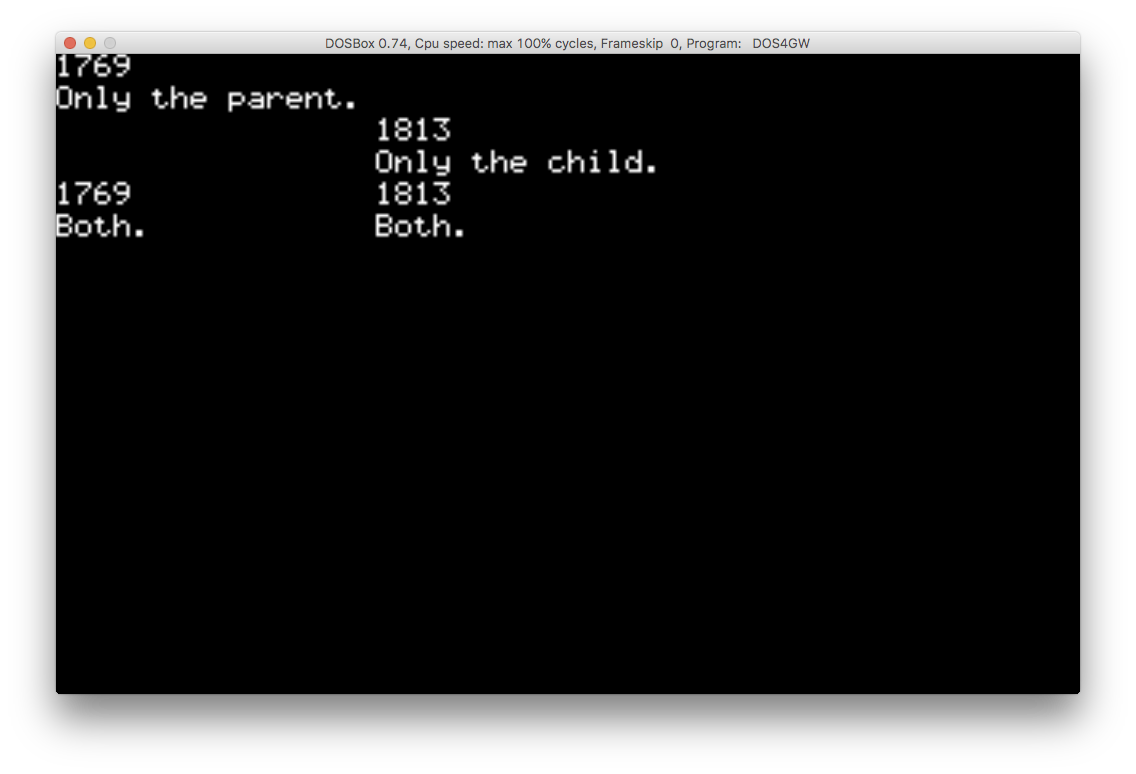 DOSBox 0.74, Cpu speed: max 100% cycles, Frameskip  0, Program:   DOS4GW
1769
Only the parent.
1813
Only the child.
1769 1813
Both. Both.